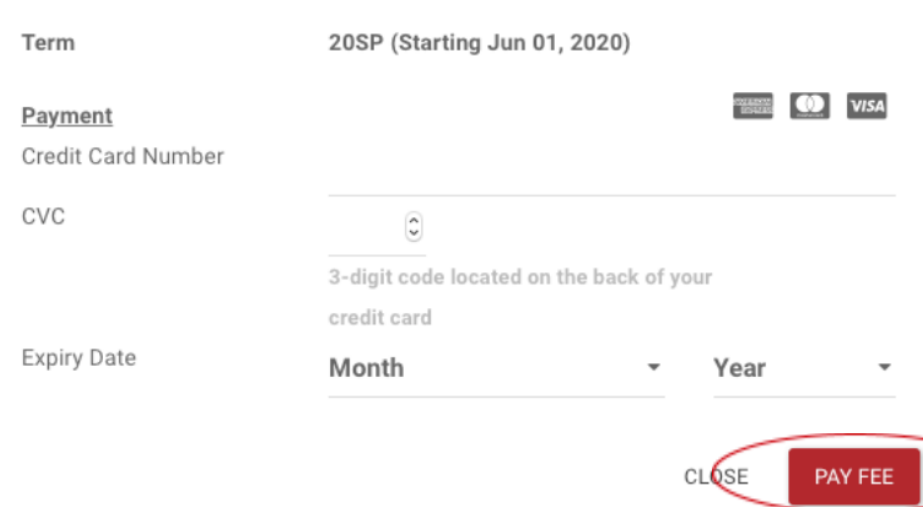 Term 20SP (Starting Jun 01, 2020)
Payment VISA
Credit Card Number
CVC
3-digit code located on the back of your
credit card
Expiry Date Month Year
CLOSE PAY FEE